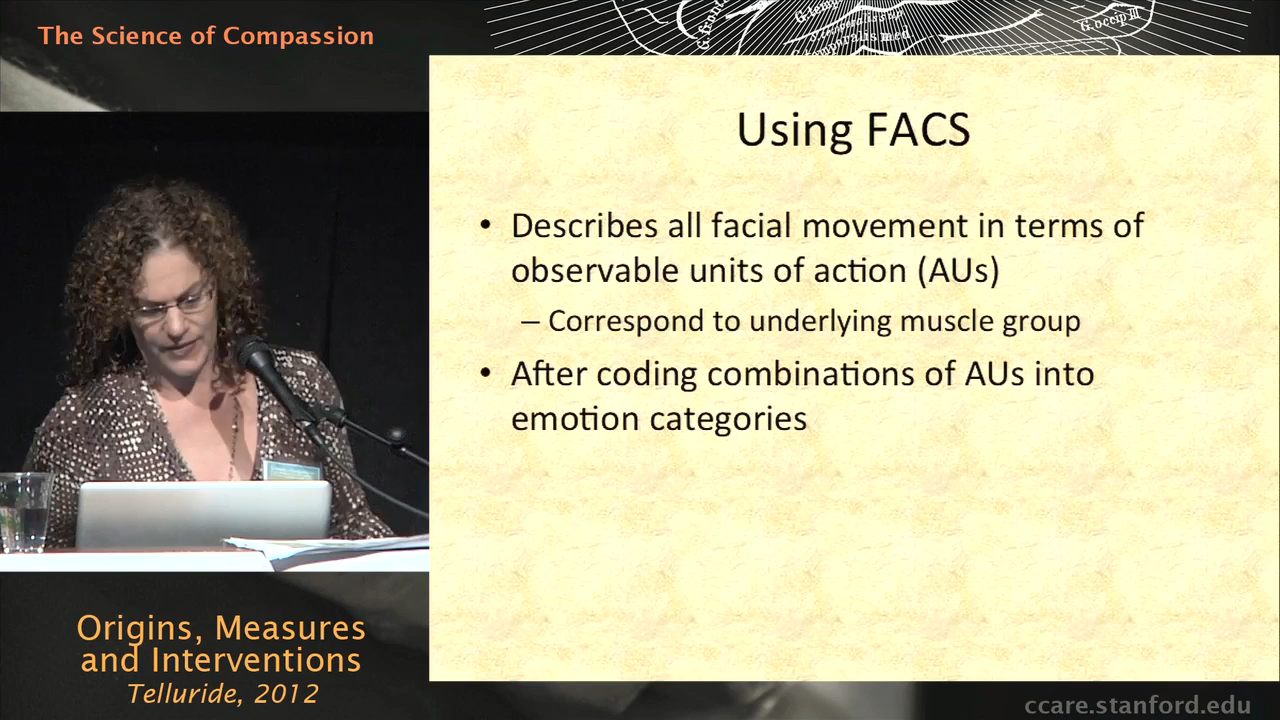 The Science of Compassion
G.occip III
Using FACS
• Describes all facial movement in terms of
observable units of action (AUs)
– Correspond to underlying muscle group
• After coding combinations of AUs into
emotion categories
Origins, Measures
and Interventions
Telluride, 2012
ccare.stanford.edu